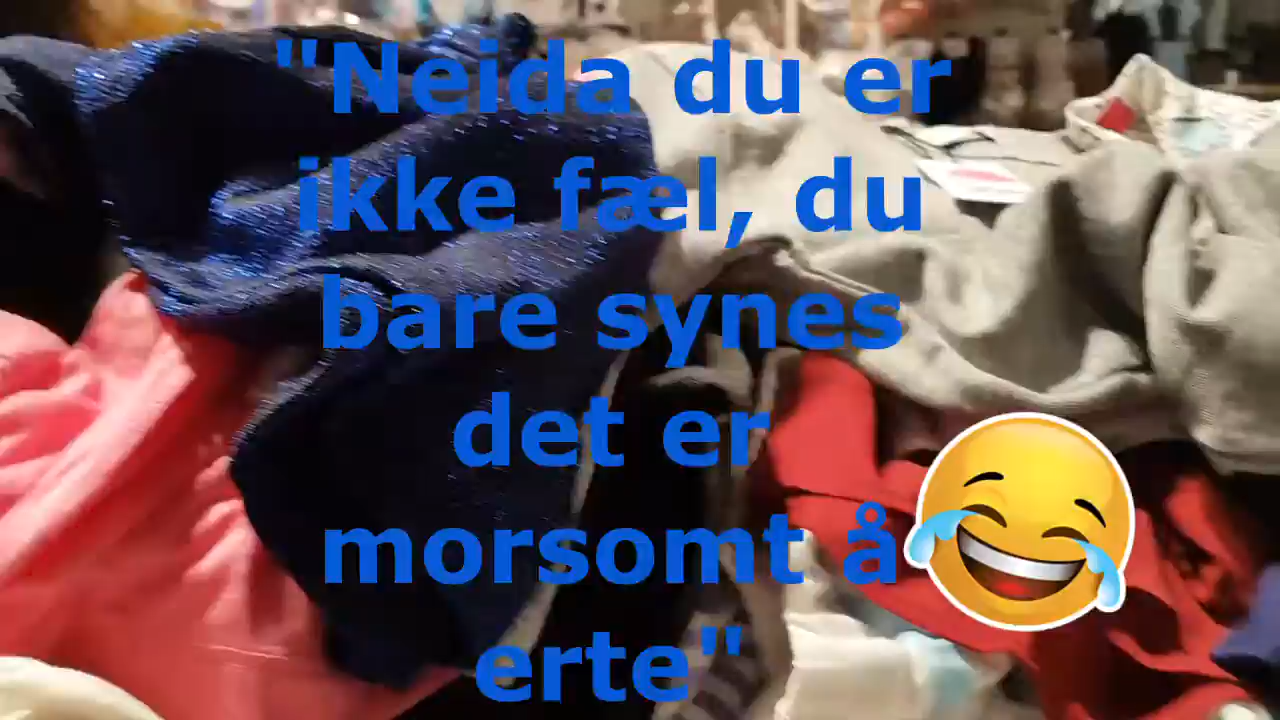 "Neida du er
ikke fæl, du
bare synes
det er
morsomt å
erte"